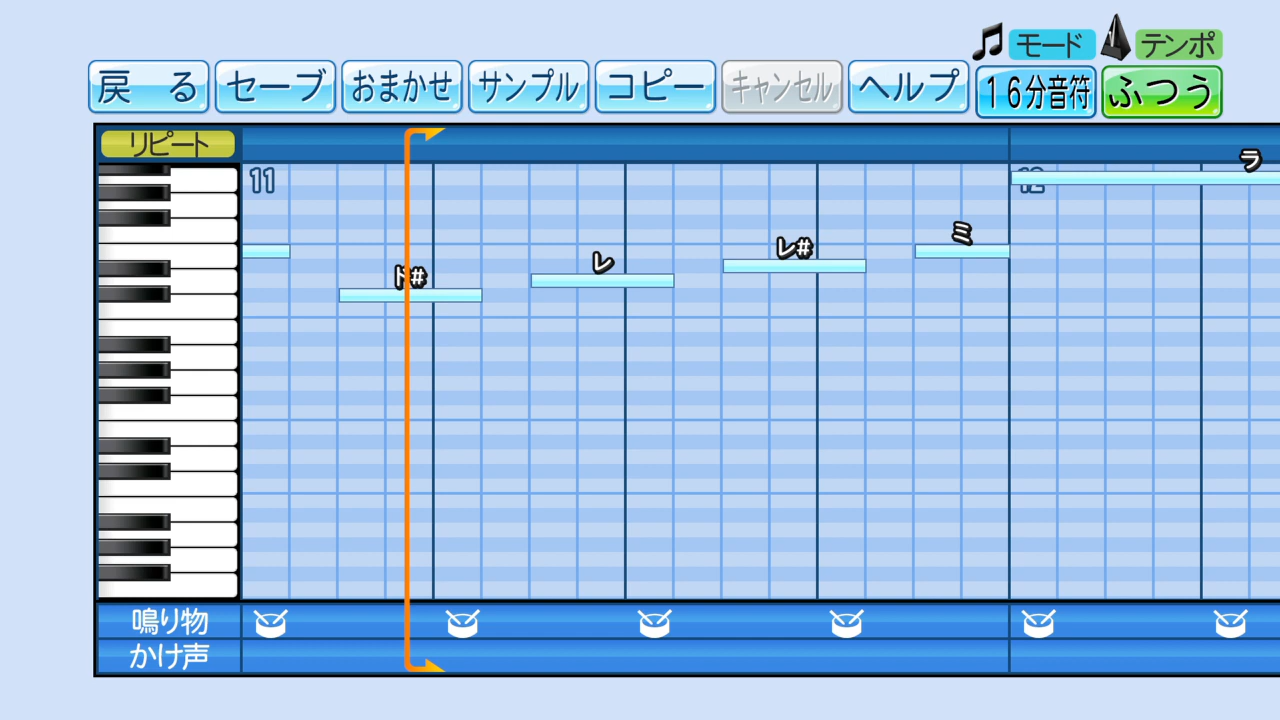 モード テンポ
戻る セーブ おまかせ サンプル コピー キャンセル ヘルプ 16分音符 ふつう
リピート
11 12
ラ
ミ
レ#
レ
ド#
鳴り物
かけ声